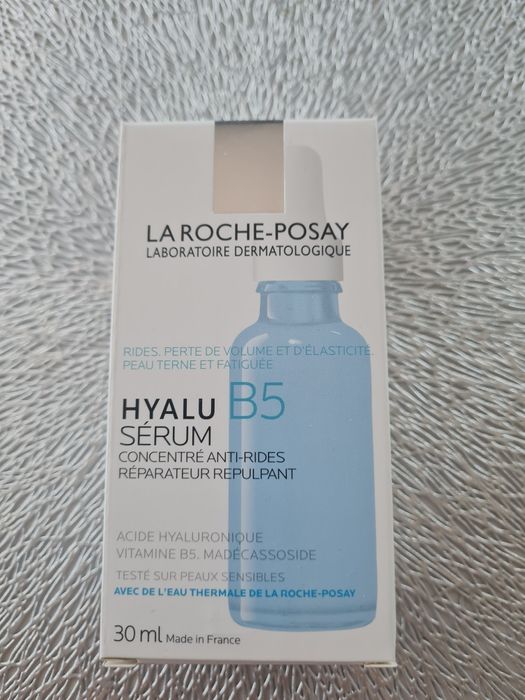 LA ROCHE-POSAY
LABORATOIRE DERMATOLOGIQUE
RIDES. PERTE DE VOLUME ET D'ÉLASTICITÉ.
PEAU TERNE ET FATIGUÉE
HYALU B5
SÉRUM
CONCENTRÉ ANTI-RIDES
RÉPARATEUR REPULPANT
ACIDE HYALURONIQUE
VITAMINE B5. MADÉCASSOSIDE
TESTÉ SUR PEAUX SENSIBLES
AVEC DE L'EAU THERMALE DE LA ROCHE-POSAY
30 ml Made in France